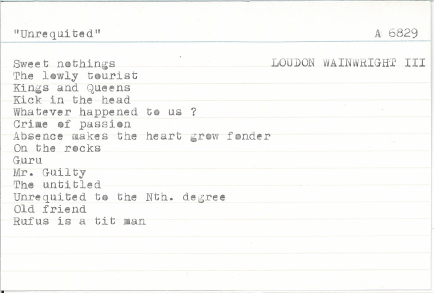 "Unrequited" A 6829
Sweet nothings LOUDON WAINWRIGHT III
The lowly tourist
Kings and Queens
Kick in the head
Whatever happened to us ?
Crime of passion
Absence makes the heart grow fonder
On the rocks
Guru
Mr. Guilty
The untitled
Unrequited to the Nth. degree
Old friend
Rufus is a tit man